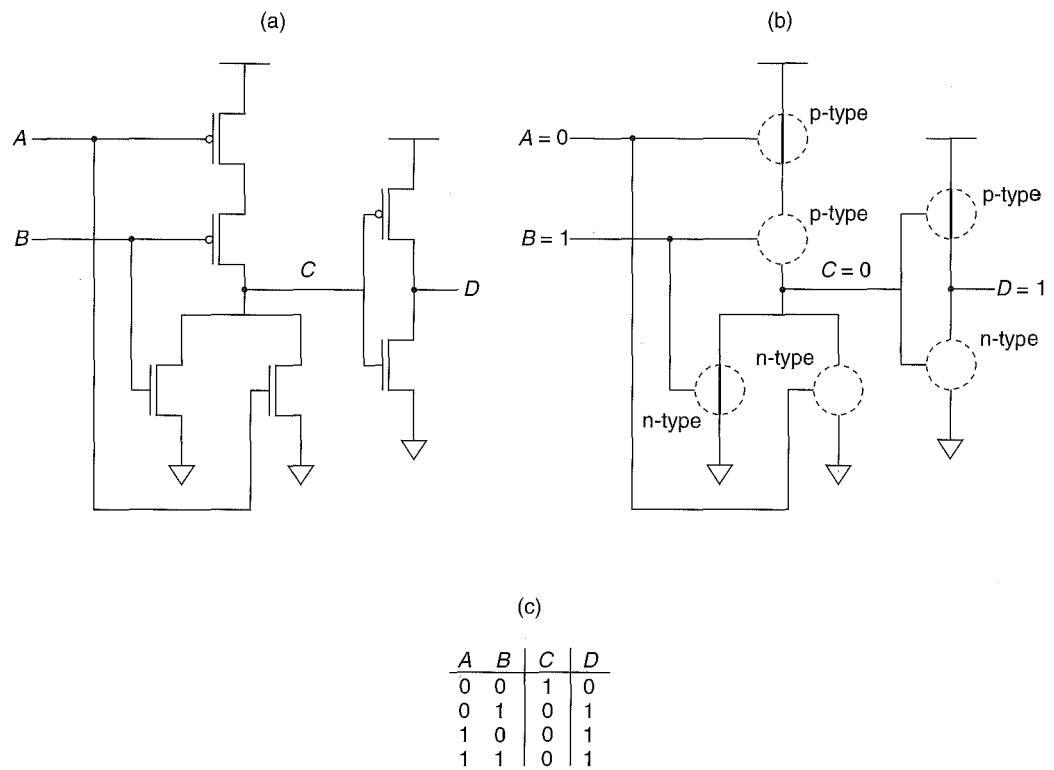 (a)
A
B
C
D
(b)
p-type
A = 0
p-type
p-type
B = 1
C = 0
D = 1
n-type
n-type
n-type
(c)
A B C D
0 0 1 0
0 1 0 1
1 0 0 1
1 1 0 1